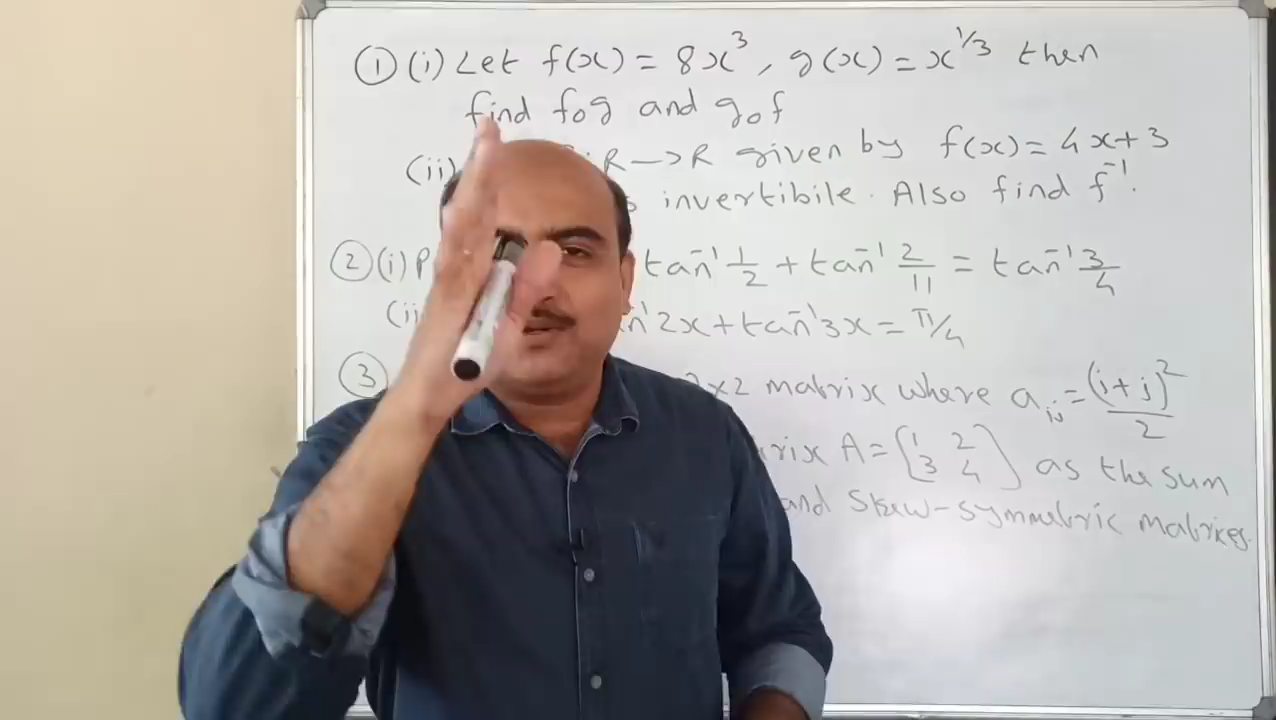 ① (i) Let f(x) = 8x³, g(x) = x^1/3 then
find fog and gof
(ii) : R → R given by f(x) = 4x+3
invertibile. Also find f⁻¹.
② (i) P tan⁻¹ 1/2 + tan⁻¹ 2/11 = tan⁻¹ 3/4
(ii 2x + tan⁻¹ 3x = π/4
③ x2 matrix where aᵢⱼ = (i+j)²/2
A = [1 2 3 4] as the sum
and Skew-symmetric matrices.